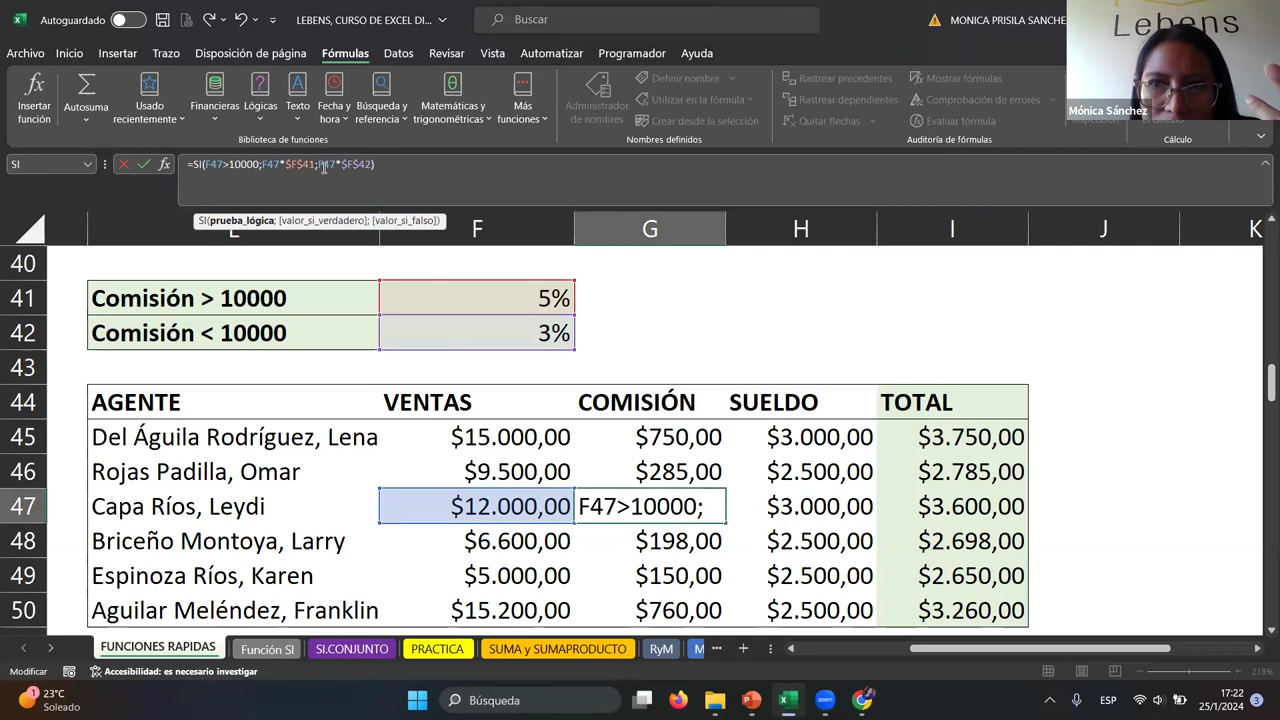 Autoguardado
LEBENS, CURSO DE EXCEL DI...
Buscar
MONICA PRISILA SANCHE
Lebens
Mónica Sánchez
Archivo Inicio Insertar Trazo Disposición de página Fórmulas Datos Revisar Vista Automatizar Programador Ayuda
Insertar función
Autosuma
Usado recientemente
Financieras
Lógicas
Texto
Fecha y hora
Búsqueda y referencia
Matemáticas y trigonométricas
Más funciones
Biblioteca de funciones
Administrador de nombres
Definir nombre
Utilizar en la fórmula
Crear desde la selección
Nombres definidos
Rastrear precedentes
Rastrear dependientes
Quitar flechas
Mostrar fórmulas
Comprobación de errores
Evaluar fórmula
Auditoría de fórmulas
Cálculo
SI
fx
=SI(F47>10000;F47*$F$41;F47*$F$42)
SI(prueba_lógica; [valor_si_verdadero]; [valor_si_falso])
E F G H I J K
40
41 Comisión > 10000 5%
42 Comisión < 10000 3%
43
44 AGENTE VENTAS COMISIÓN SUELDO TOTAL
45 Del Águila Rodríguez, Lena $15.000,00 $750,00 $3.000,00 $3.750,00
46 Rojas Padilla, Omar $9.500,00 $285,00 $2.500,00 $2.785,00
47 Capa Ríos, Leydi $12.000,00 F47>10000; $3.000,00 $3.600,00
48 Briceño Montoya, Larry $6.600,00 $198,00 $2.500,00 $2.698,00
49 Espinoza Ríos, Karen $5.000,00 $150,00 $2.500,00 $2.650,00
50 Aguilar Meléndez, Franklin $15.200,00 $760,00 $2.500,00 $3.260,00
FUNCIONES RAPIDAS Función SI SI.CONJUNTO PRACTICA SUMA y SUMAPRODUCTO RyM M ...
Modificar
Accesibilidad: es necesario investigar
218%
1
23°C
Soleado
Búsqueda
ESP
17:22
25/1/2024
3